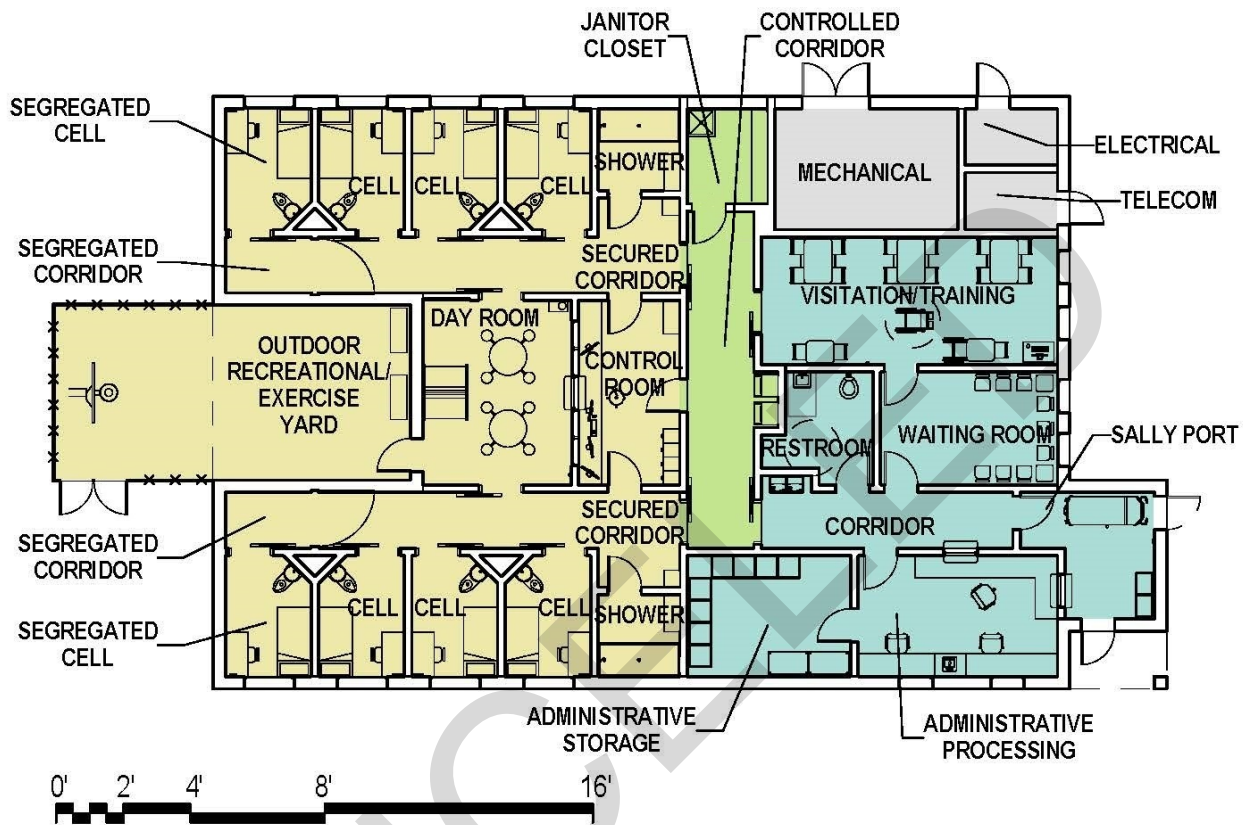 JANITOR
CLOSET
CONTROLLED
CORRIDOR
SEGREGATED
CELL
ELECTRICAL
SHOWER
MECHANICAL
CELL
CELL
CELL
TELECOM
SEGREGATED
CORRIDOR
SECURED
CORRIDOR
VISITATION/TRAINING
DAY ROOM
OUTDOOR
RECREATIONAL/
EXERCISE
YARD
CONTROL
ROOM
RESTROOM
WAITING ROOM
SALLY PORT
SECURED
CORRIDOR
CORRIDOR
SEGREGATED
CORRIDOR
CELL
CELL
CELL
SHOWER
SEGREGATED
CELL
ADMINISTRATIVE
STORAGE
ADMINISTRATIVE
PROCESSING
0' 2' 4' 8' 16'